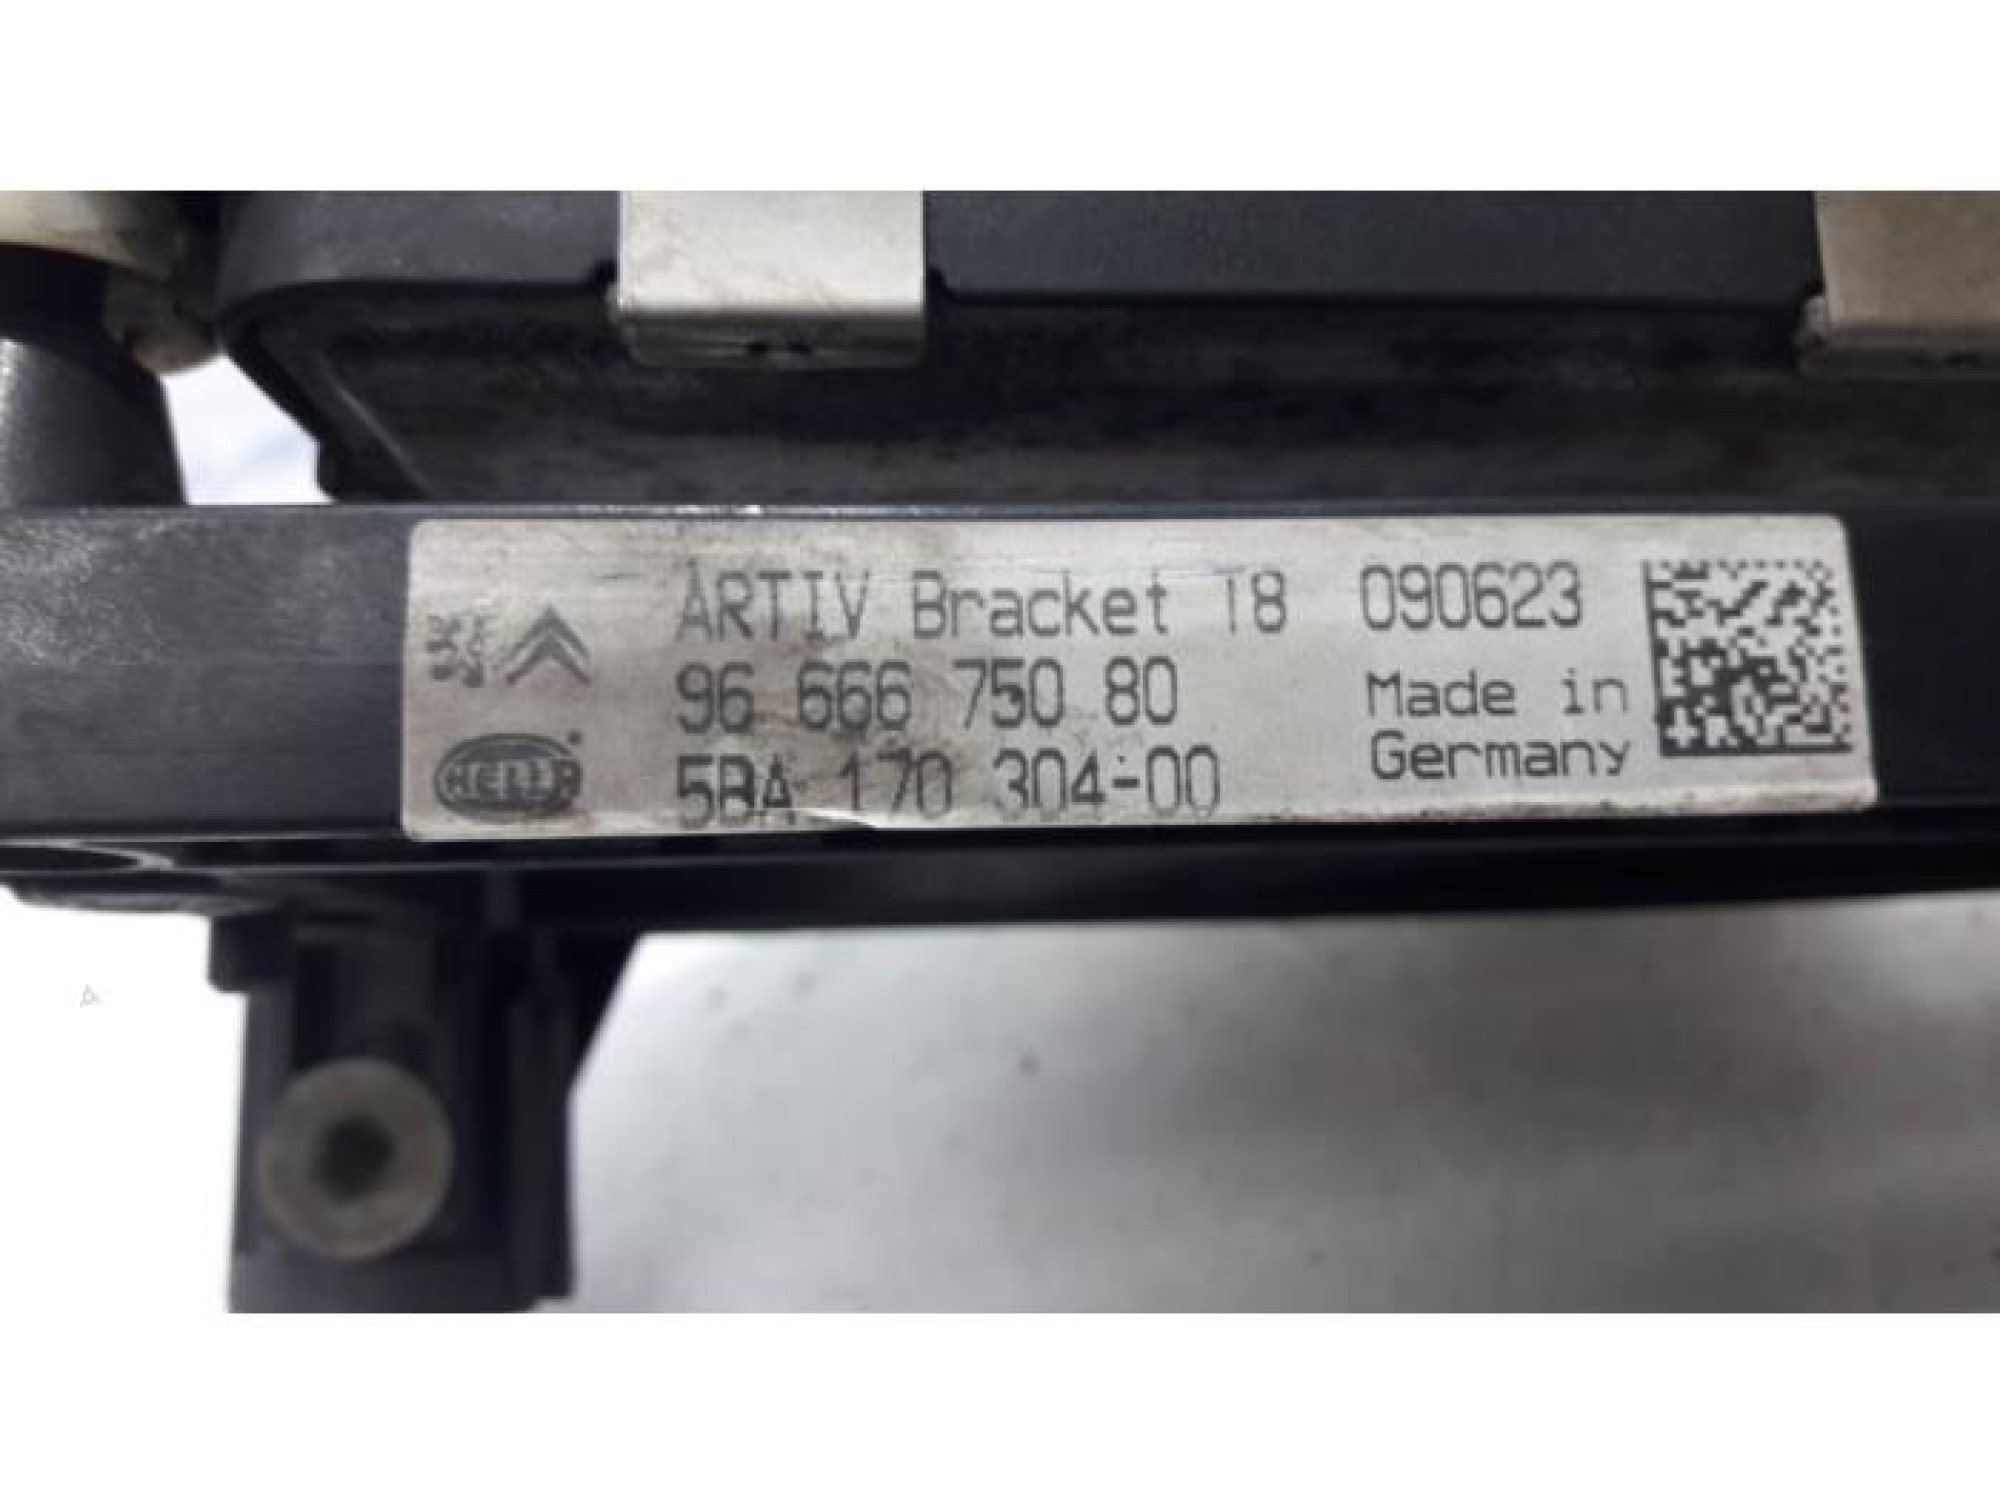 ARTIV Bracket T8 090623
96 666 750 80
Made in
Germany
5BA 170 304-00
HELLA